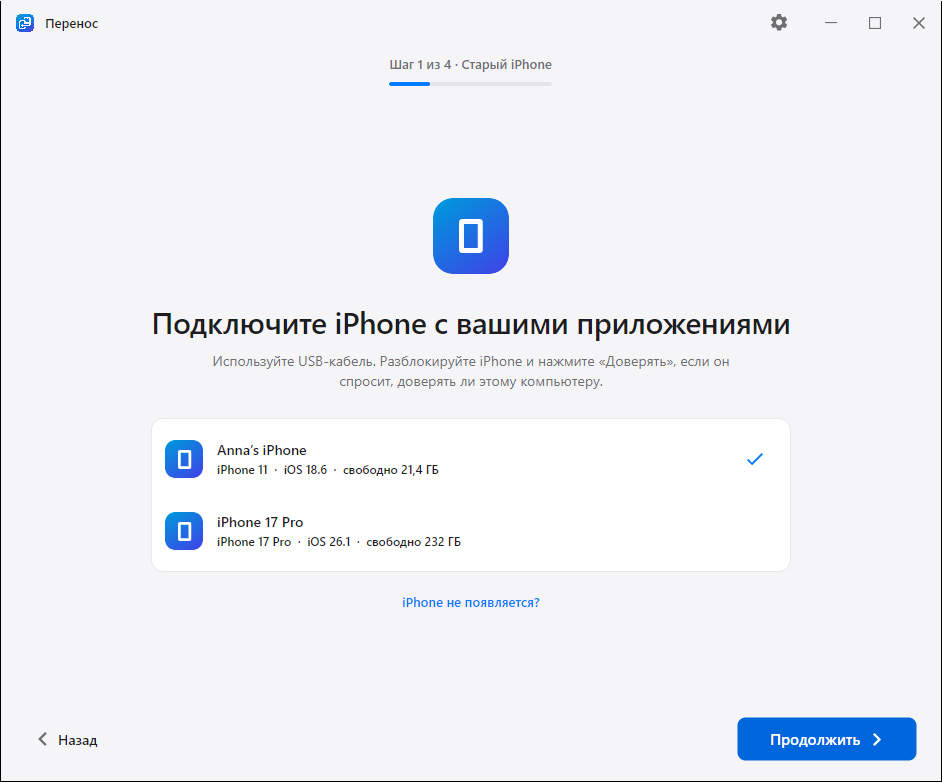 Перенос
Шаг 1 из 4 · Старый iPhone
Подключите iPhone с вашими приложениями
Используйте USB-кабель. Разблокируйте iPhone и нажмите «Доверять», если он
спросит, доверять ли этому компьютеру.
Anna’s iPhone
iPhone 11 · iOS 18.6 · свободно 21,4 ГБ
iPhone 17 Pro
iPhone 17 Pro · iOS 26.1 · свободно 232 ГБ
iPhone не появляется?
Назад
Продолжить